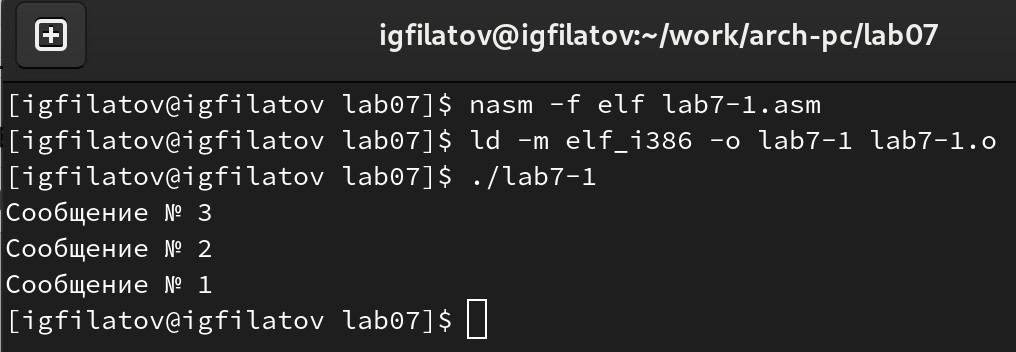 igfilatov@igfilatov:~/work/arch-pc/lab07
[igfilatov@igfilatov lab07]$ nasm -f elf lab7-1.asm
[igfilatov@igfilatov lab07]$ ld -m elf_i386 -o lab7-1 lab7-1.o
[igfilatov@igfilatov lab07]$ ./lab7-1
Сообщение № 3
Сообщение № 2
Сообщение № 1
[igfilatov@igfilatov lab07]$